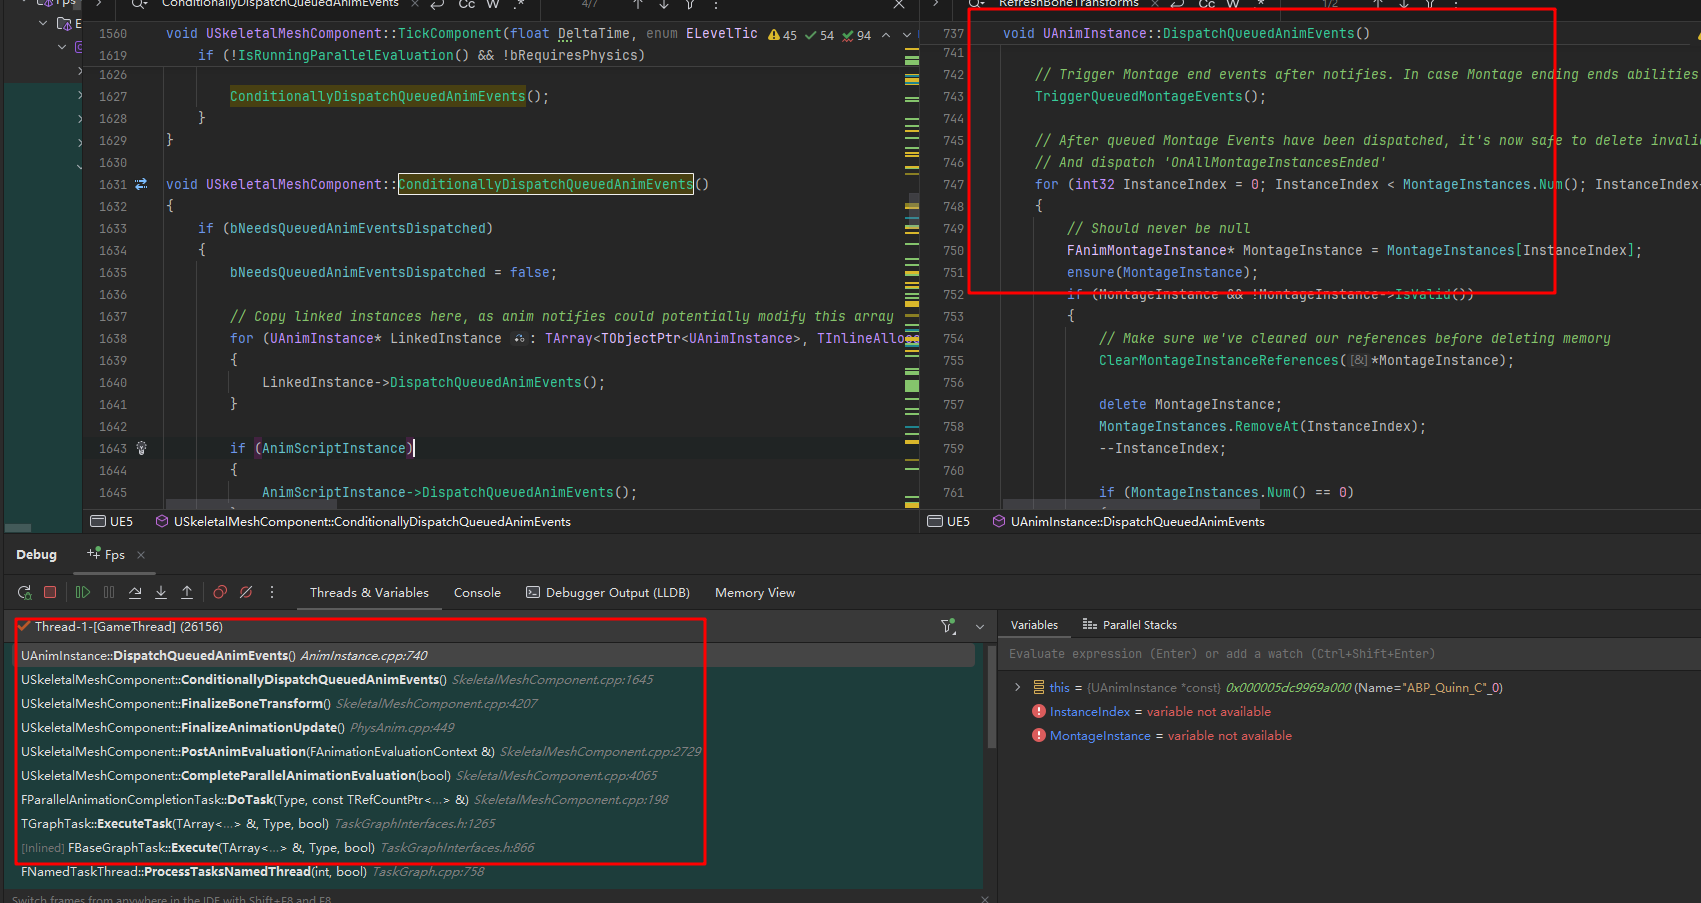 Fps
ConditionallyDispatchQueuedAnimEvents × Cc W .* 4/7
1560 void USkeletalMeshComponent::TickComponent(float DeltaTime, enum ELevelTic 45 54 94
1619 if (!IsRunningParallelEvaluation() && !bRequiresPhysics)
1626
1627 ConditionallyDispatchQueuedAnimEvents();
1628 }
1629 }
1630
1631 void USkeletalMeshComponent::ConditionallyDispatchQueuedAnimEvents()
1632 {
1633 if (bNeedsQueuedAnimEventsDispatched)
1634 {
1635 bNeedsQueuedAnimEventsDispatched = false;
1636
1637 // Copy linked instances here, as anim notifies could potentially modify this array
1638 for (UAnimInstance* LinkedInstance : TArray<TObjectPtr<UAnimInstance>, TInlineAlloc
1639 {
1640 LinkedInstance->DispatchQueuedAnimEvents();
1641 }
1642
1643 if (AnimScriptInstance)
1644 {
1645 AnimScriptInstance->DispatchQueuedAnimEvents();
UE5 USkeletalMeshComponent::ConditionallyDispatchQueuedAnimEvents
RefreshBoneTransforms × Cc W .* 1/2
737 void UAnimInstance::DispatchQueuedAnimEvents()
741
742 // Trigger Montage end events after notifies. In case Montage ending ends abilities
743 TriggerQueuedMontageEvents();
744
745 // After queued Montage Events have been dispatched, it's now safe to delete invali
746 // And dispatch 'OnAllMontageInstancesEnded'
747 for (int32 InstanceIndex = 0; InstanceIndex < MontageInstances.Num(); InstanceIndex
748 {
749 // Should never be null
750 FAnimMontageInstance* MontageInstance = MontageInstances[InstanceIndex];
751 ensure(MontageInstance);
752 if (MontageInstance && !MontageInstance->IsValid())
753 {
754 // Make sure we've cleared our references before deleting memory
755 ClearMontageInstanceReferences([&]*MontageInstance);
756
757 delete MontageInstance;
758 MontageInstances.RemoveAt(InstanceIndex);
759 --InstanceIndex;
760
761 if (MontageInstances.Num() == 0)
UE5 UAnimInstance::DispatchQueuedAnimEvents
Debug Fps ×
Threads & Variables Console Debugger Output (LLDB) Memory View
Thread-1-[GameThread] (26156)
UAnimInstance::DispatchQueuedAnimEvents() AnimInstance.cpp:740
USkeletalMeshComponent::ConditionallyDispatchQueuedAnimEvents() SkeletalMeshComponent.cpp:1645
USkeletalMeshComponent::FinalizeBoneTransform() SkeletalMeshComponent.cpp:4207
USkeletalMeshComponent::FinalizeAnimationUpdate() PhysAnim.cpp:449
USkeletalMeshComponent::PostAnimEvaluation(FAnimationEvaluationContext &) SkeletalMeshComponent.cpp:2729
USkeletalMeshComponent::CompleteParallelAnimationEvaluation(bool) SkeletalMeshComponent.cpp:4065
FParallelAnimationCompletionTask::DoTask(Type, const TRefCountPtr<...> &) SkeletalMeshComponent.cpp:198
TGraphTask::ExecuteTask(TArray<...> &, Type, bool) TaskGraphInterfaces.h:1265
[Inlined] FBaseGraphTask::Execute(TArray<...> &, Type, bool) TaskGraphInterfaces.h:866
FNamedTaskThread::ProcessTasksNamedThread(int, bool) TaskGraph.cpp:758
Switch frames from anywhere in the IDE with Shift+F8 and F8
Variables Parallel Stacks
Evaluate expression (Enter) or add a watch (Ctrl+Shift+Enter)
this = {UAnimInstance *const} 0x000005dc9969a000 (Name="ABP_Quinn_C"_0)
InstanceIndex = variable not available
MontageInstance = variable not available